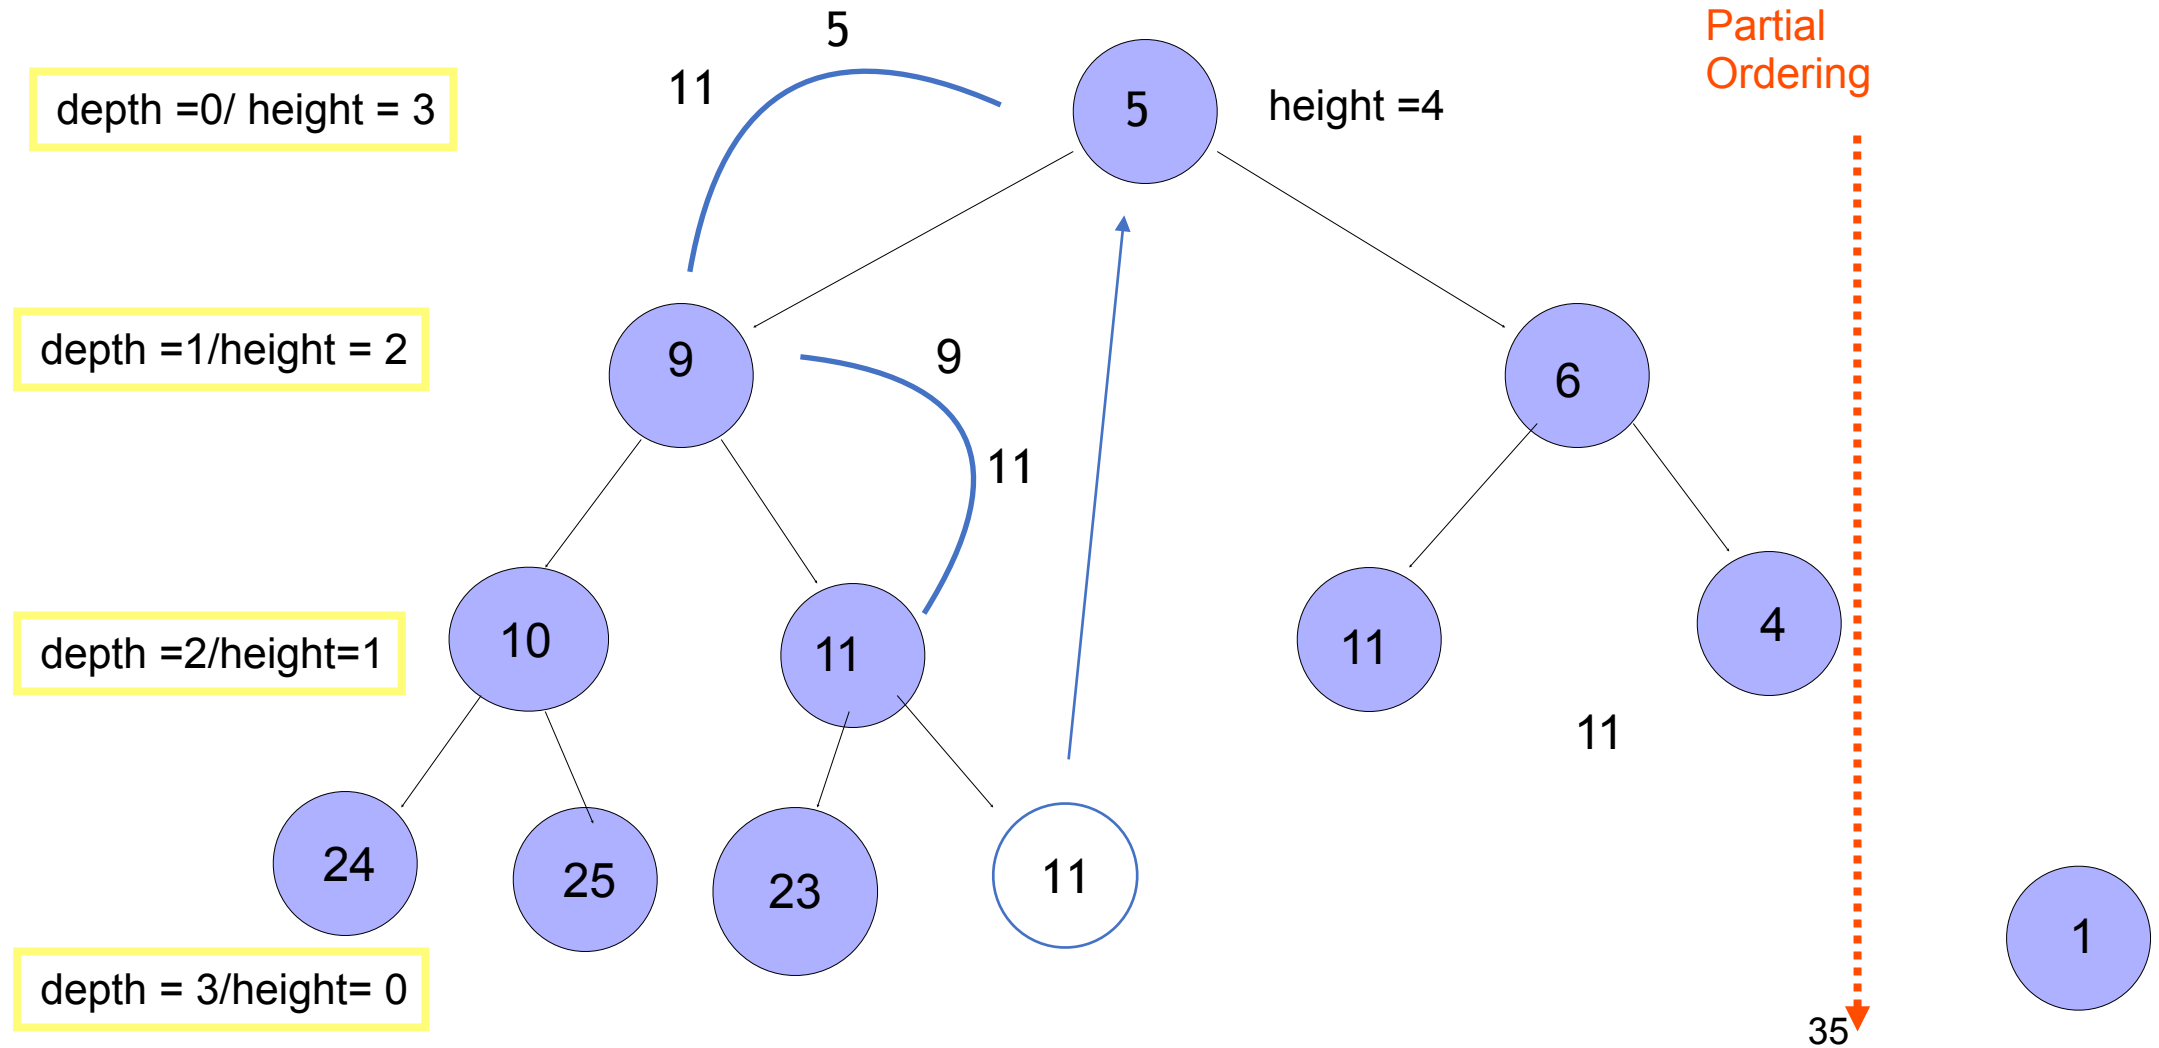 5
Partial
Ordering
11
depth =0/ height = 3
5
height =4
depth =1/height = 2
9
9
6
11
depth =2/height=1
10
11
11
4
11
24
25
23
11
1
depth = 3/height= 0
35